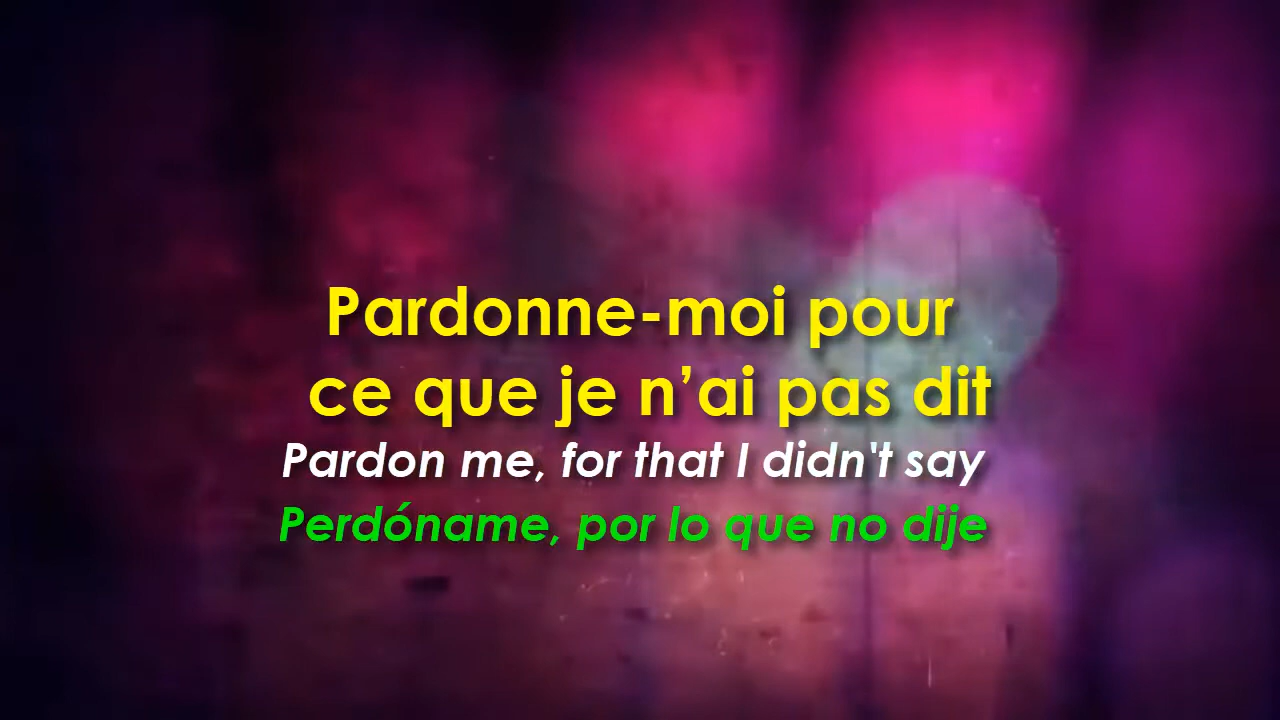 Pardonne-moi pour
ce que je n’ai pas dit
Pardon me, for that I didn't say
Perdóname, por lo que no dije